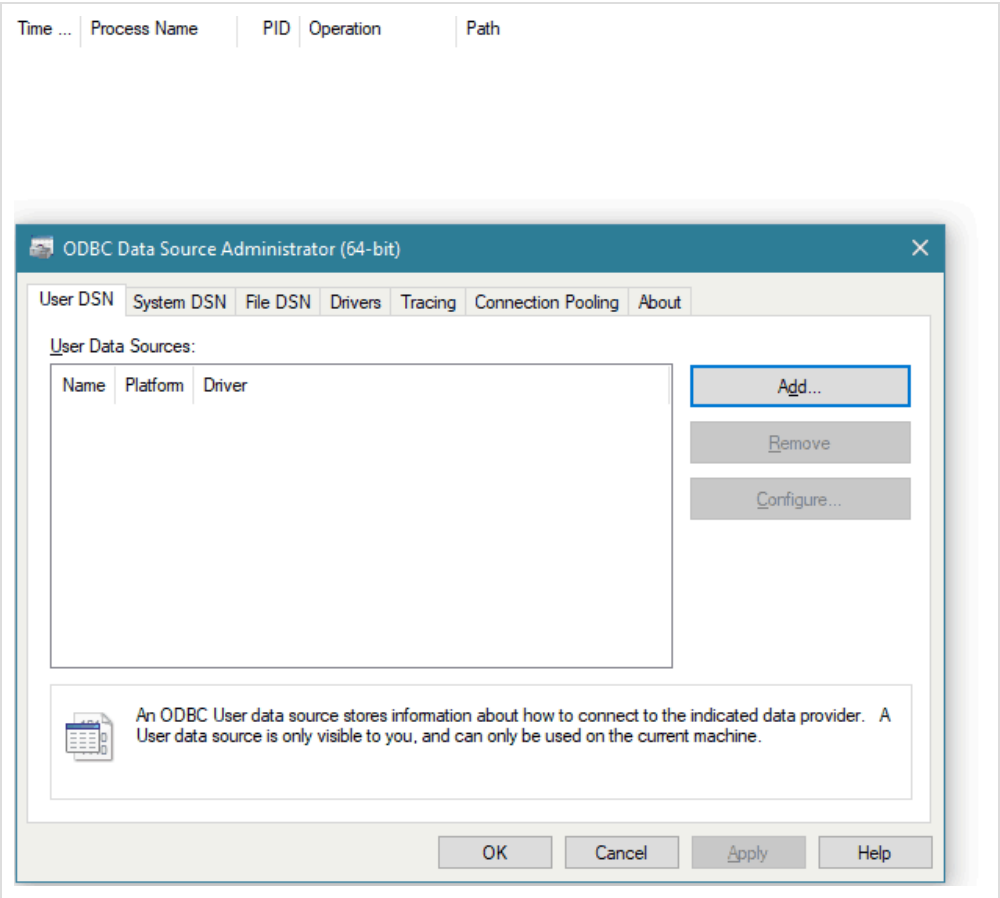 Time ... Process Name PID Operation Path
ODBC Data Source Administrator (64-bit)
User DSN System DSN File DSN Drivers Tracing Connection Pooling About
User Data Sources:
Name Platform Driver
Add...
Remove
Configure...
An ODBC User data source stores information about how to connect to the indicated data provider. A
User data source is only visible to you, and can only be used on the current machine.
OK Cancel Apply Help